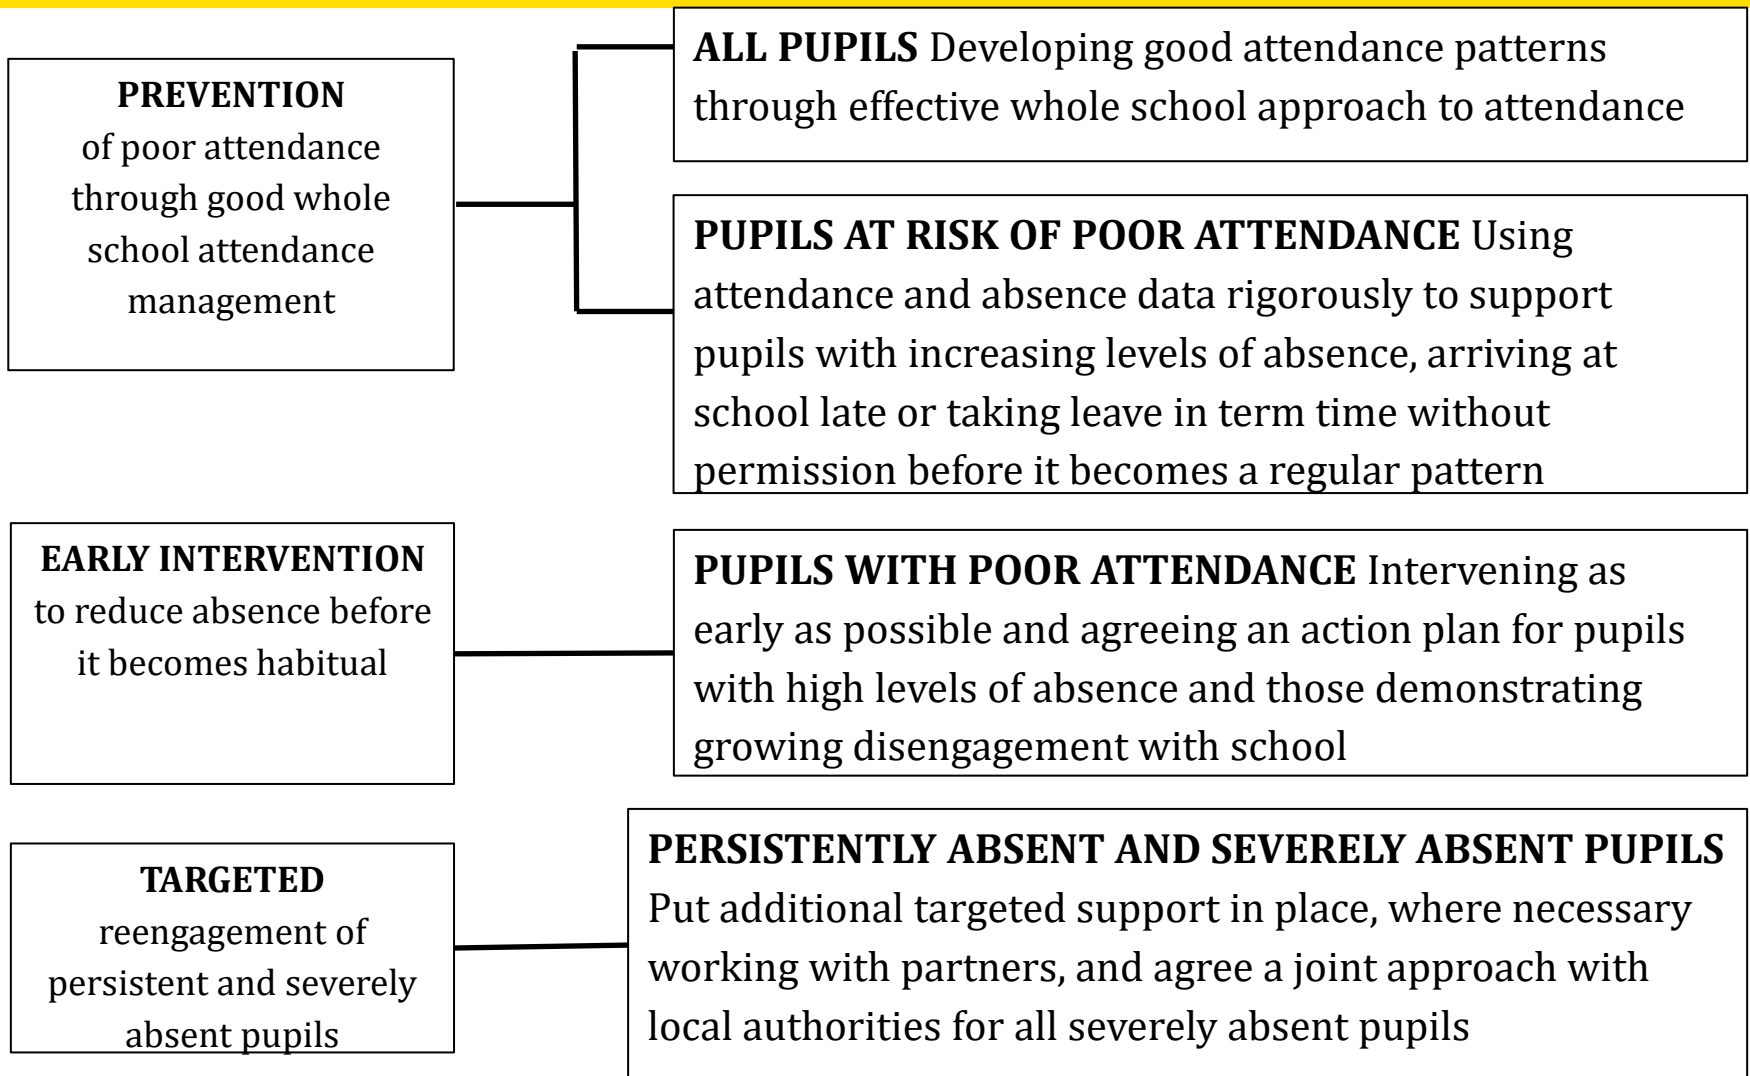 PREVENTION
of poor attendance
through good whole
school attendance
management
ALL PUPILS Developing good attendance patterns
through effective whole school approach to attendance
PUPILS AT RISK OF POOR ATTENDANCE Using
attendance and absence data rigorously to support
pupils with increasing levels of absence, arriving at
school late or taking leave in term time without
permission before it becomes a regular pattern
EARLY INTERVENTION
to reduce absence before
it becomes habitual
PUPILS WITH POOR ATTENDANCE Intervening as
early as possible and agreeing an action plan for pupils
with high levels of absence and those demonstrating
growing disengagement with school
TARGETED
reengagement of
persistent and severely
absent pupils
PERSISTENTLY ABSENT AND SEVERELY ABSENT PUPILS
Put additional targeted support in place, where necessary
working with partners, and agree a joint approach with
local authorities for all severely absent pupils